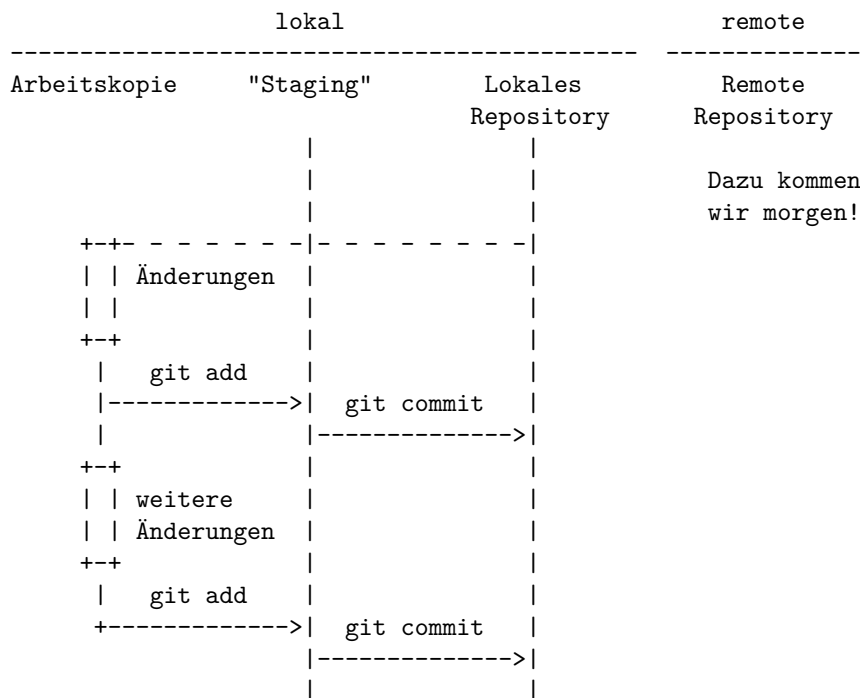 lokal remote
Arbeitskopie "Staging" Lokales Remote
Repository Repository
Dazu kommen
wir morgen!
Änderungen
git add
git commit
weitere
Änderungen
git add
git commit